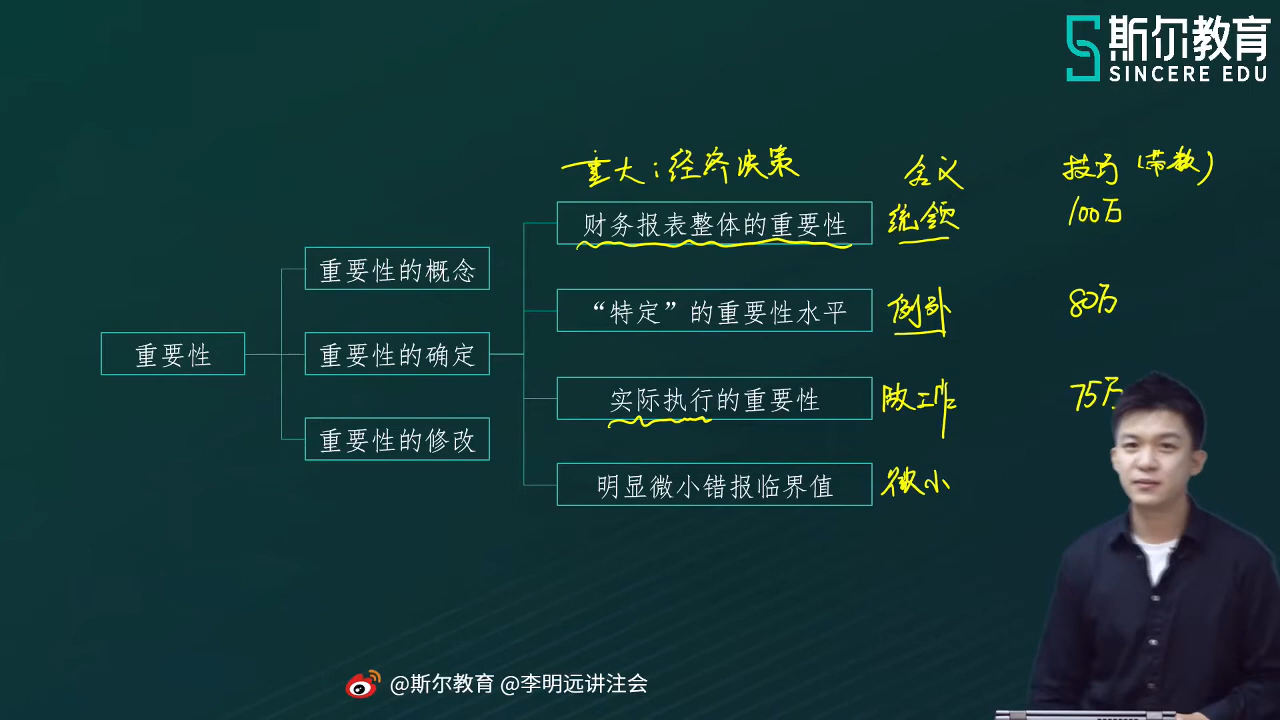 斯尔教育
SINCERE EDU
重大：经济决策
含义
技巧（带数）
财务报表整体的重要性
统领
100万
重要性的概念
“特定”的重要性水平
例外
80万
重要性
重要性的确定
实际执行的重要性
做工作
75万
重要性的修改
明显微小错报临界值
微小
@斯尔教育 @李明远讲注会